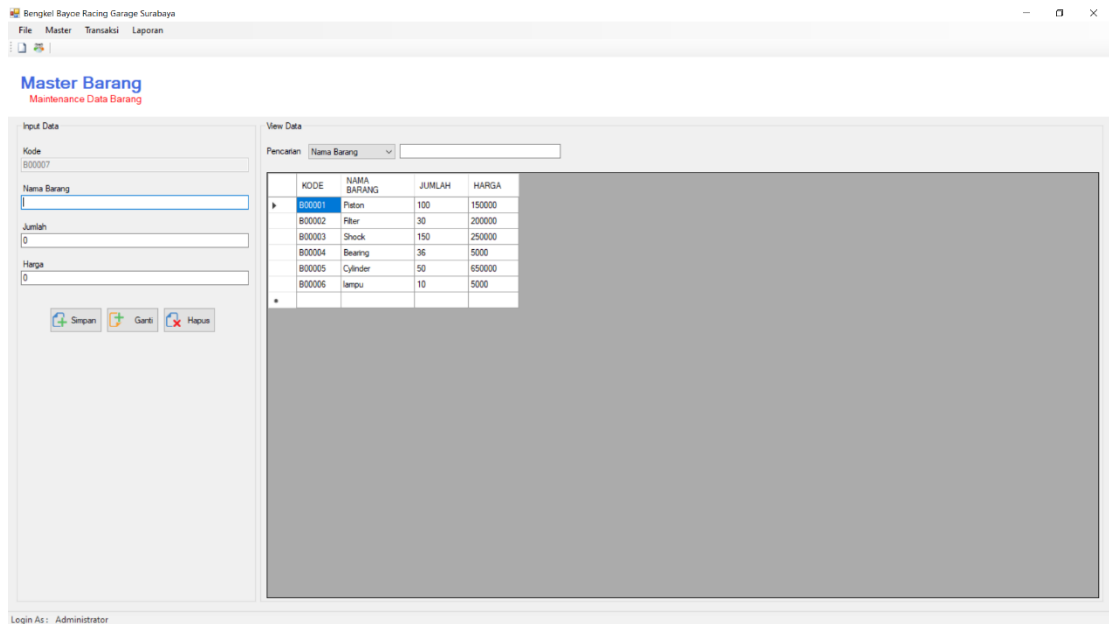 Bengkel Bayoe Racing Garage Surabaya
File Master Transaksi Laporan
Master Barang
Maintenance Data Barang
Input Data
Kode
B00007
Nama Barang
Jumlah
0
Harga
0
Simpan Ganti Hapus
View Data
Pencarian Nama Barang
KODE NAMA BARANG JUMLAH HARGA
B00001 Piston 100 150000
B00002 Filter 30 200000
B00003 Shock 150 250000
B00004 Bearing 36 5000
B00005 Cylinder 50 650000
B00006 lampu 10 5000
Login As : Administrator